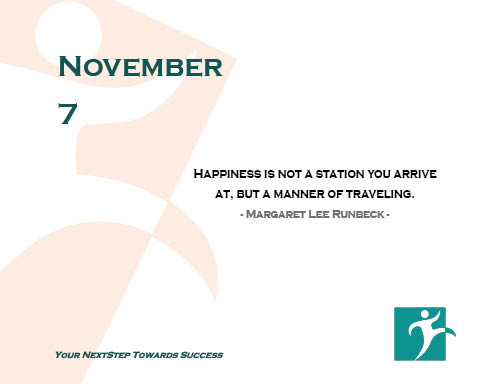 November
7
Happiness is not a station you arrive
at, but a manner of traveling.
- Margaret Lee Runbeck -
Your NextStep Towards Success